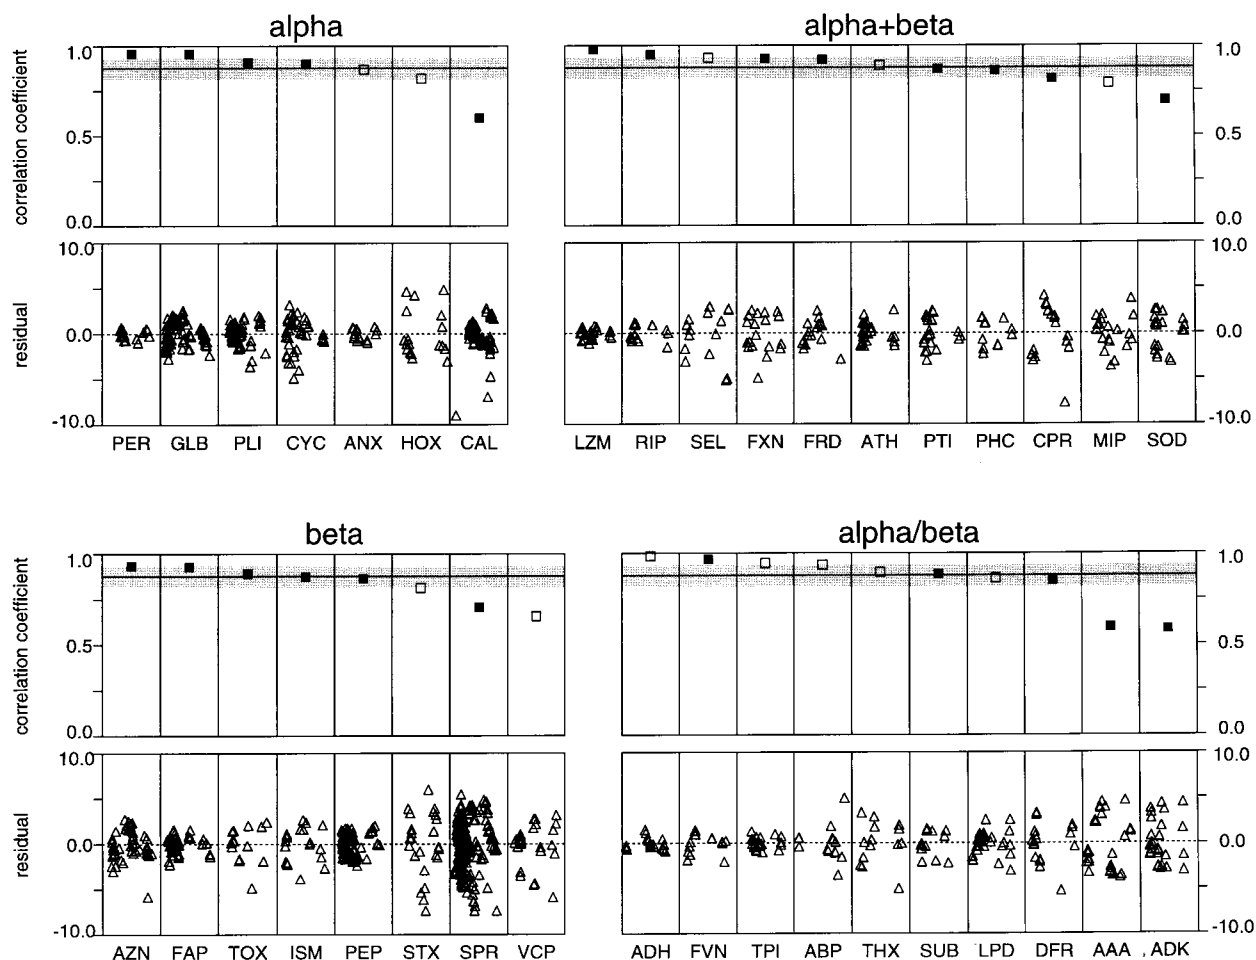 alpha
alpha+beta
correlation coefficient
1.0
0.5
0.0
1.0
0.5
0.0
residual
10.0
0.0
-10.0
10.0
0.0
-10.0
PER GLB PLI CYC ANX HOX CAL
LZM RIP SEL FXN FRD ATH PTI PHC CPR MIP SOD
beta
alpha/beta
correlation coefficient
1.0
0.5
0.0
1.0
0.5
0.0
residual
10.0
0.0
-10.0
10.0
0.0
-10.0
AZN FAP TOX ISM PEP STX SPR VCP
ADH FVN TPI ABP THX SUB LPD DFR AAA ADK